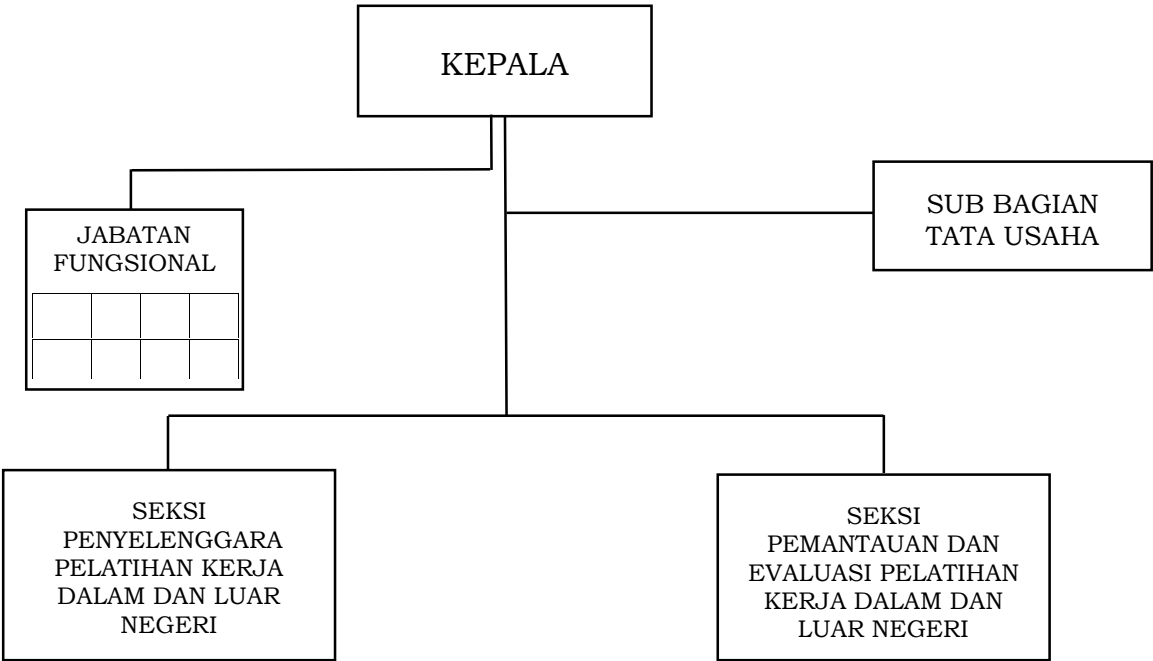 KEPALA
SUB BAGIAN
TATA USAHA
JABATAN
FUNGSIONAL
SEKSI
PENYELENGGARA
PELATIHAN KERJA
DALAM DAN LUAR
NEGERI
SEKSI
PEMANTAUAN DAN
EVALUASI PELATIHAN
KERJA DALAM DAN
LUAR NEGERI